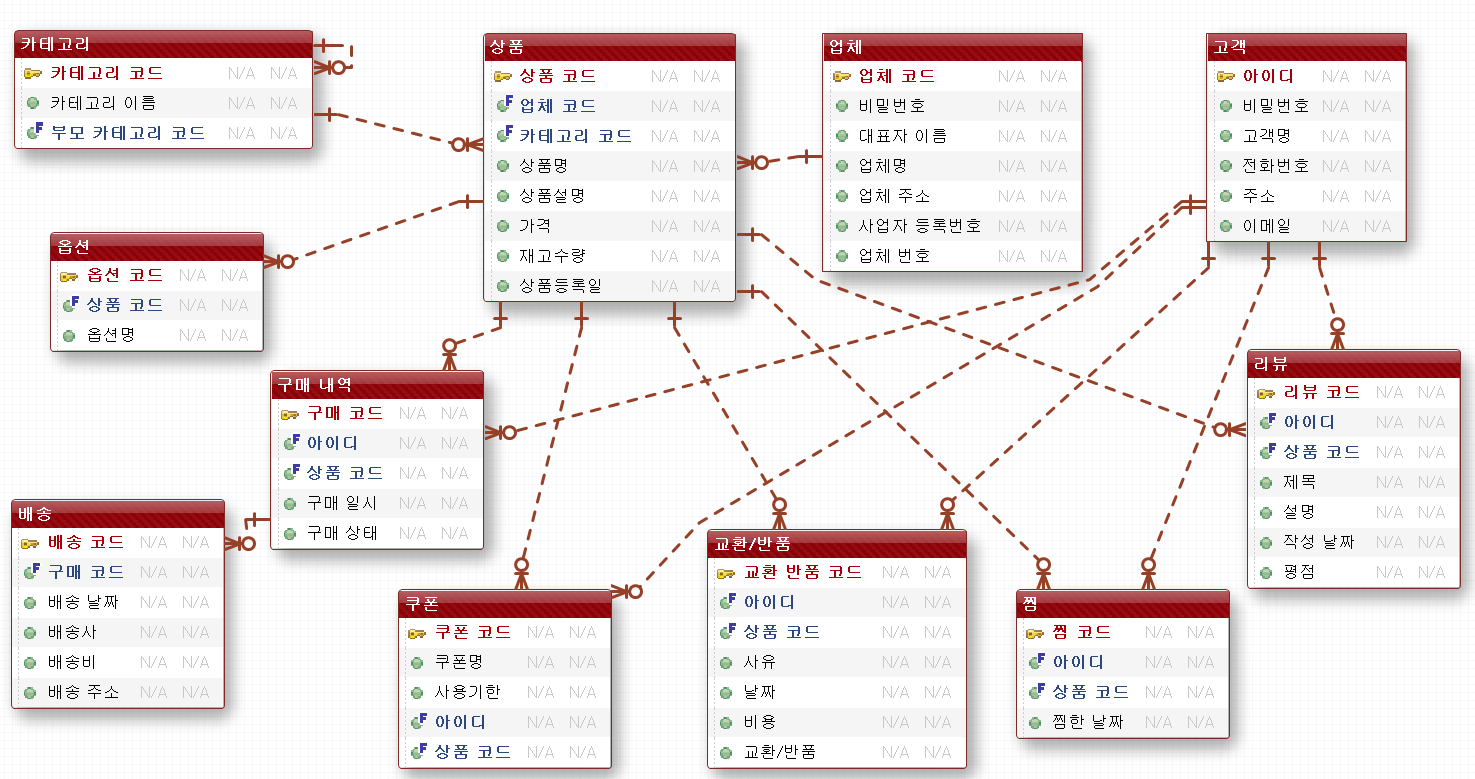 카테고리
카테고리 코드 N/A N/A
카테고리 이름 N/A N/A
부모 카테고리 코드 N/A N/A
상품
상품 코드 N/A N/A
업체 코드 N/A N/A
카테고리 코드 N/A N/A
상품명 N/A N/A
상품설명 N/A N/A
가격 N/A N/A
재고수량 N/A N/A
상품등록일 N/A N/A
업체
업체 코드 N/A N/A
비밀번호 N/A N/A
대표자 이름 N/A N/A
업체명 N/A N/A
업체 주소 N/A N/A
사업자 등록번호 N/A N/A
업체 번호 N/A N/A
고객
아이디 N/A N/A
비밀번호 N/A N/A
고객명 N/A N/A
전화번호 N/A N/A
주소 N/A N/A
이메일 N/A N/A
옵션
옵션 코드 N/A N/A
상품 코드 N/A N/A
옵션명 N/A N/A
구매 내역
구매 코드 N/A N/A
아이디 N/A N/A
상품 코드 N/A N/A
구매 일시 N/A N/A
구매 상태 N/A N/A
리뷰
리뷰 코드 N/A N/A
아이디 N/A N/A
상품 코드 N/A N/A
제목 N/A N/A
설명 N/A N/A
작성 날짜 N/A N/A
평점 N/A N/A
배송
배송 코드 N/A N/A
구매 코드 N/A N/A
배송 날짜 N/A N/A
배송사 N/A N/A
배송비 N/A N/A
배송 주소 N/A N/A
쿠폰
쿠폰 코드 N/A N/A
쿠폰명 N/A N/A
사용기한 N/A N/A
아이디 N/A N/A
상품 코드 N/A N/A
교환/반품
교환 반품 코드 N/A N/A
아이디 N/A N/A
상품 코드 N/A N/A
사유 N/A N/A
날짜 N/A N/A
비용 N/A N/A
교환/반품 N/A N/A
찜
찜 코드 N/A N/A
아이디 N/A N/A
상품 코드 N/A N/A
찜한 날짜 N/A N/A